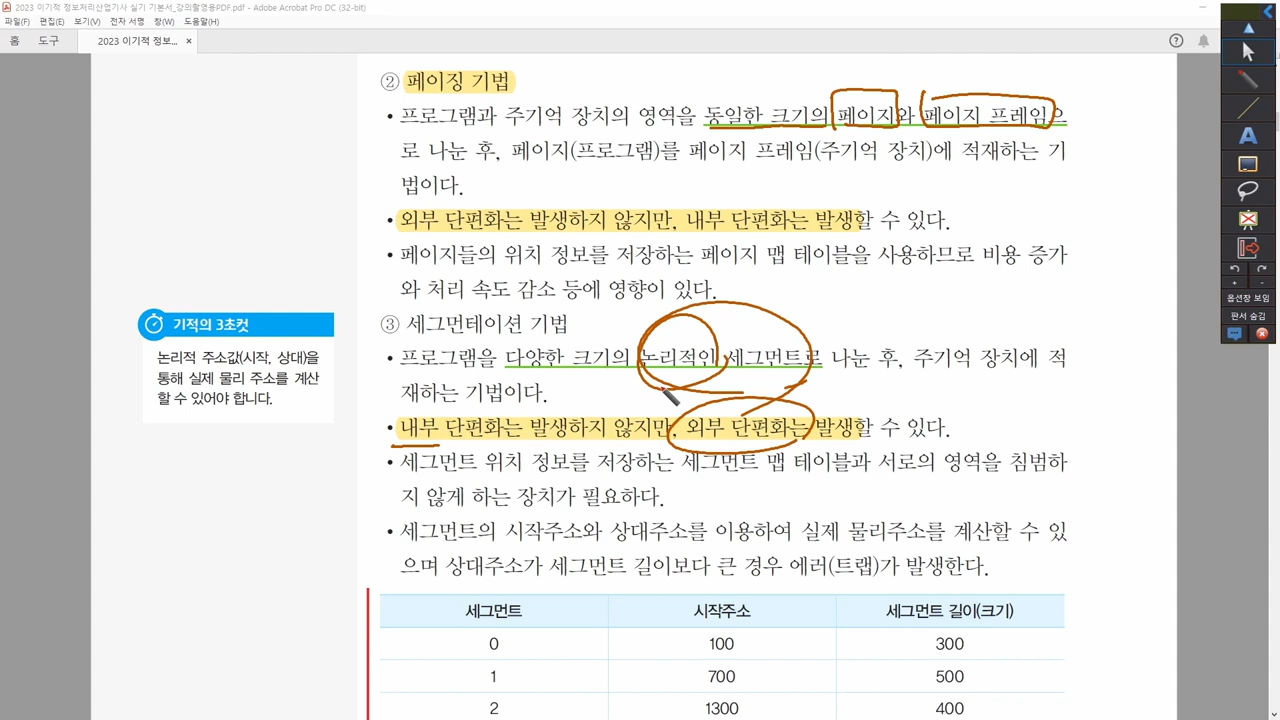 2023 이기적 정보처리산업기사 실기 기본서_강의촬영용PDF.pdf - Adobe Acrobat Pro DC (32-bit)
파일(F) 편집(E) 보기(V) 전자 서명 창(W) 도움말(H)
홈 도구 2023 이기적 정보... ×
② 페이징 기법
• 프로그램과 주기억 장치의 영역을 동일한 크기의 페이지와 페이지 프레임으
로 나눈 후, 페이지(프로그램)를 페이지 프레임(주기억 장치)에 적재하는 기
법이다.
• 외부 단편화는 발생하지 않지만, 내부 단편화는 발생할 수 있다.
• 페이지들의 위치 정보를 저장하는 페이지 맵 테이블을 사용하므로 비용 증가
와 처리 속도 감소 등에 영향이 있다.
③ 세그먼테이션 기법
• 프로그램을 다양한 크기의 논리적인 세그먼트로 나눈 후, 주기억 장치에 적
재하는 기법이다.
• 내부 단편화는 발생하지 않지만, 외부 단편화는 발생할 수 있다.
• 세그먼트 위치 정보를 저장하는 세그먼트 맵 테이블과 서로의 영역을 침범하
지 않게 하는 장치가 필요하다.
• 세그먼트의 시작주소와 상대주소를 이용하여 실제 물리주소를 계산할 수 있
으며 상대주소가 세그먼트 길이보다 큰 경우 에러(트랩)가 발생한다.
세그먼트 시작주소 세그먼트 길이(크기)
0 100 300
1 700 500
2 1300 400
기적의 3초컷
논리적 주소값(시작, 상대)을
통해 실제 물리 주소를 계산
할 수 있어야 합니다.
A
옵션창 보임
판서 숨김